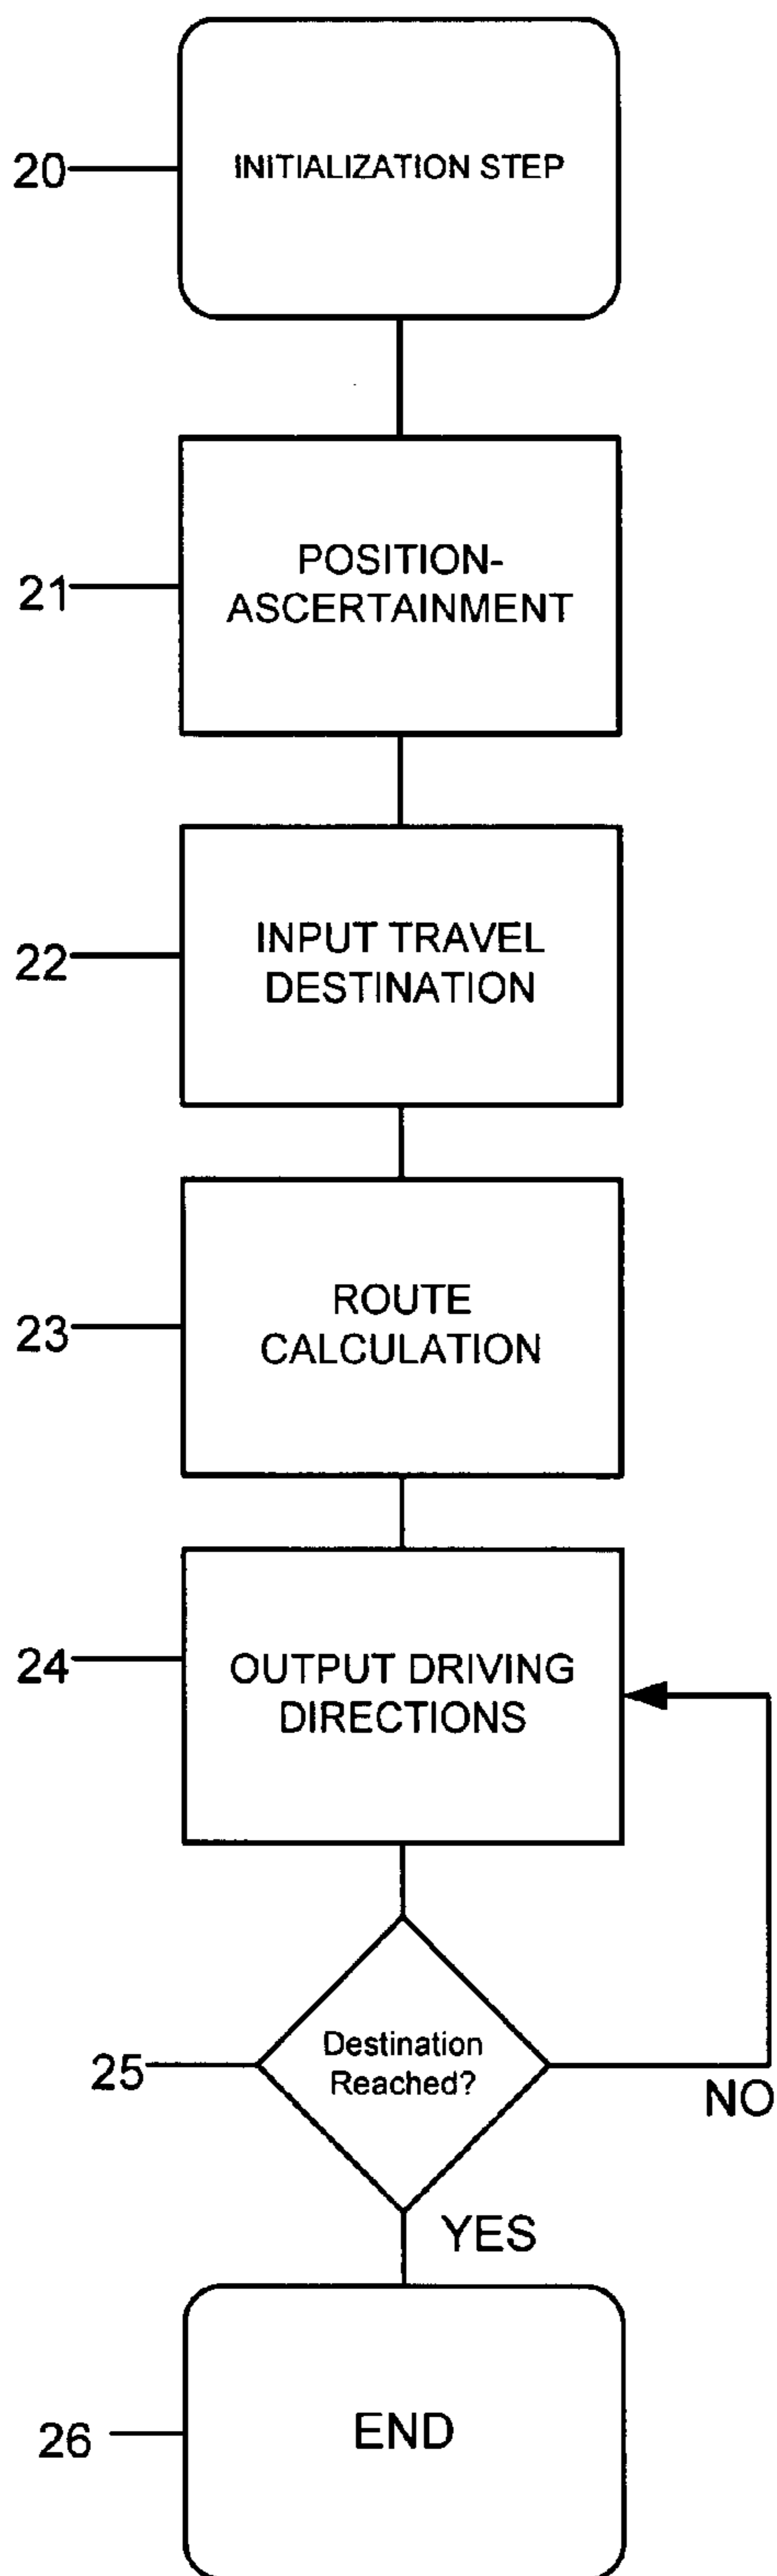 20
INITIALIZATION STEP
21
POSITION-
ASCERTAINMENT
22
INPUT TRAVEL
DESTINATION
23
ROUTE
CALCULATION
24
OUTPUT DRIVING
DIRECTIONS
25
Destination
Reached?
NO
YES
26
END